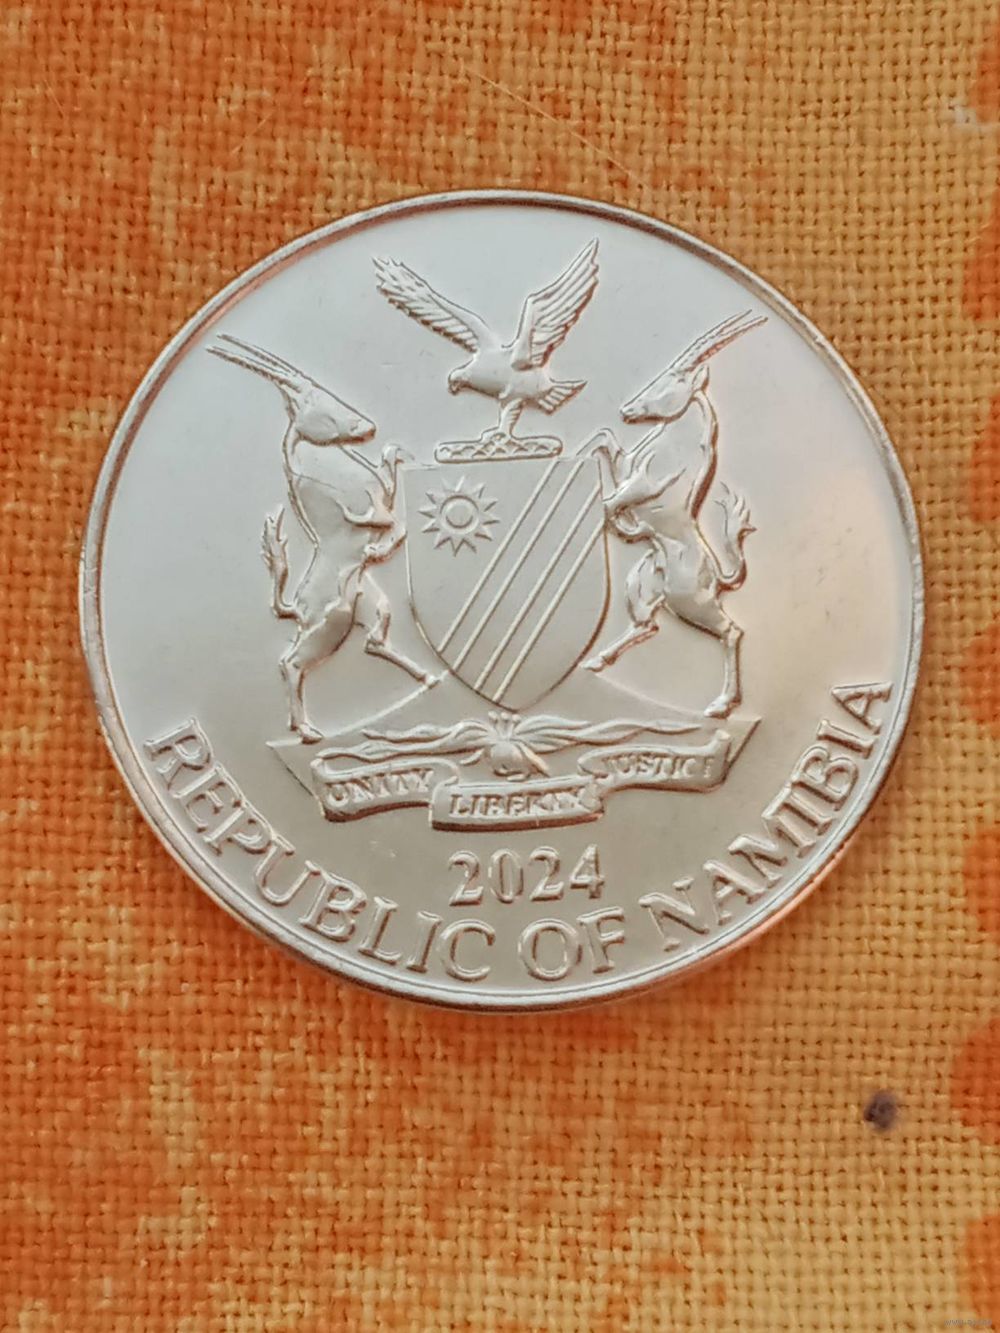 UNITY
LIBERTY
JUSTICE
2024
REPUBLIC OF NAMIBIA